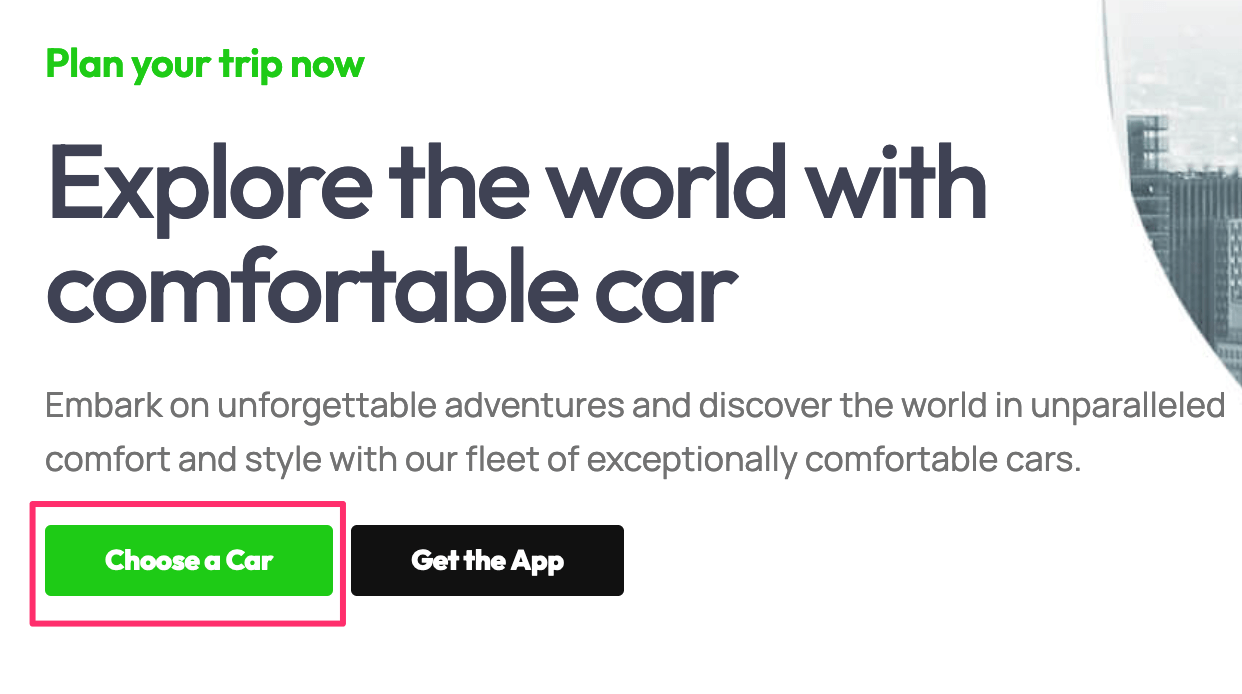 Plan your trip now
Explore the world with
comfortable car
Embark on unforgettable adventures and discover the world in unparalleled
comfort and style with our fleet of exceptionally comfortable cars.
Choose a Car
Get the App